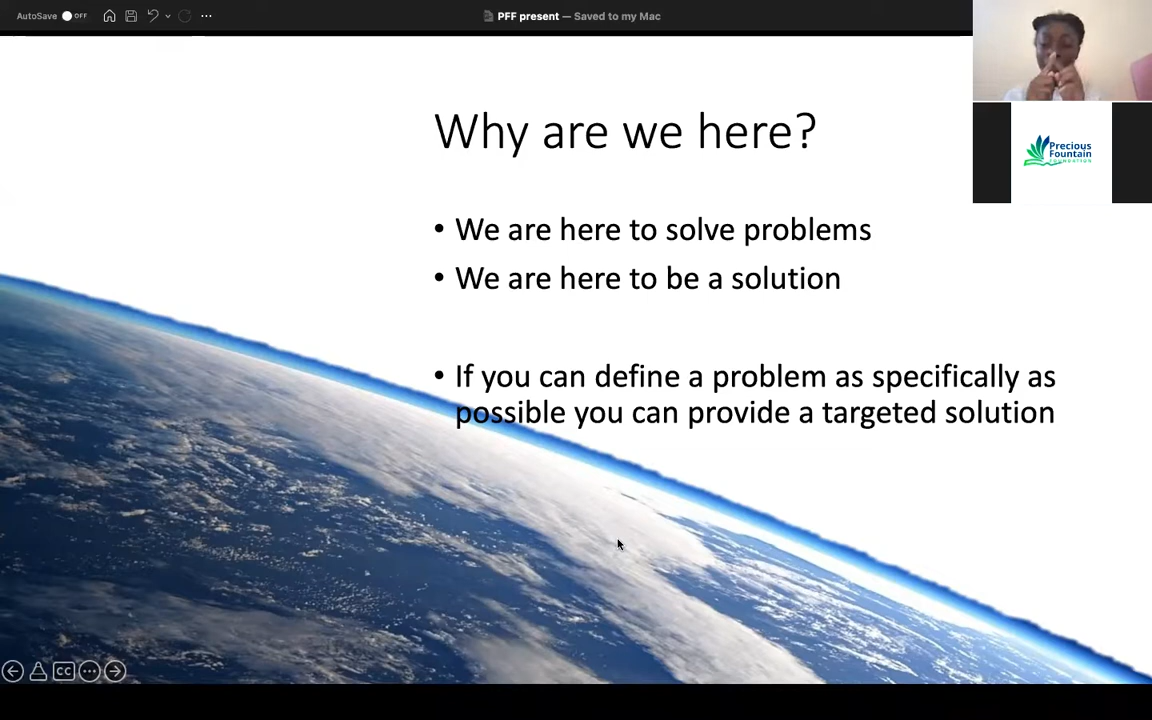 AutoSave OFF
PFF present — Saved to my Mac
Why are we here?
Precious
Fountain
FOUNDATION
• We are here to solve problems
• We are here to be a solution
• If you can define a problem as specifically as
possible you can provide a targeted solution
CC